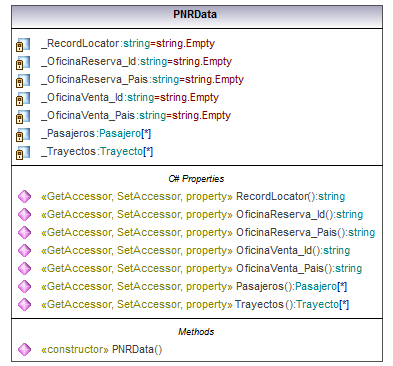 PNRData
_RecordLocator:string=string.Empty
_OficinaReserva_Id:string=string.Empty
_OficinaReserva_Pais:string=string.Empty
_OficinaVenta_Id:string=string.Empty
_OficinaVenta_Pais:string=string.Empty
_Pasajeros:Pasajero[*]
_Trayectos:Trayecto[*]
C# Properties
«GetAccessor, SetAccessor, property» RecordLocator():string
«GetAccessor, SetAccessor, property» OficinaReserva_Id():string
«GetAccessor, SetAccessor, property» OficinaReserva_Pais():string
«GetAccessor, SetAccessor, property» OficinaVenta_Id():string
«GetAccessor, SetAccessor, property» OficinaVenta_Pais():string
«GetAccessor, SetAccessor, property» Pasajeros():Pasajero[*]
«GetAccessor, SetAccessor, property» Trayectos():Trayecto[*]
Methods
«constructor» PNRData()